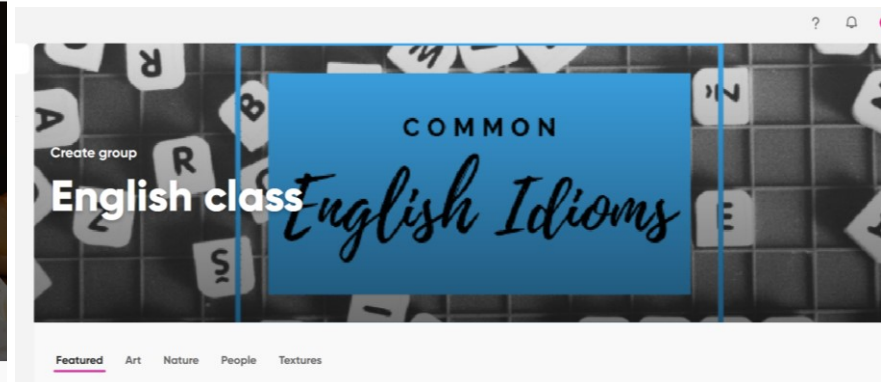 ?
COMMON
Create group
English class
English Idioms
Featured Art Nature People Textures